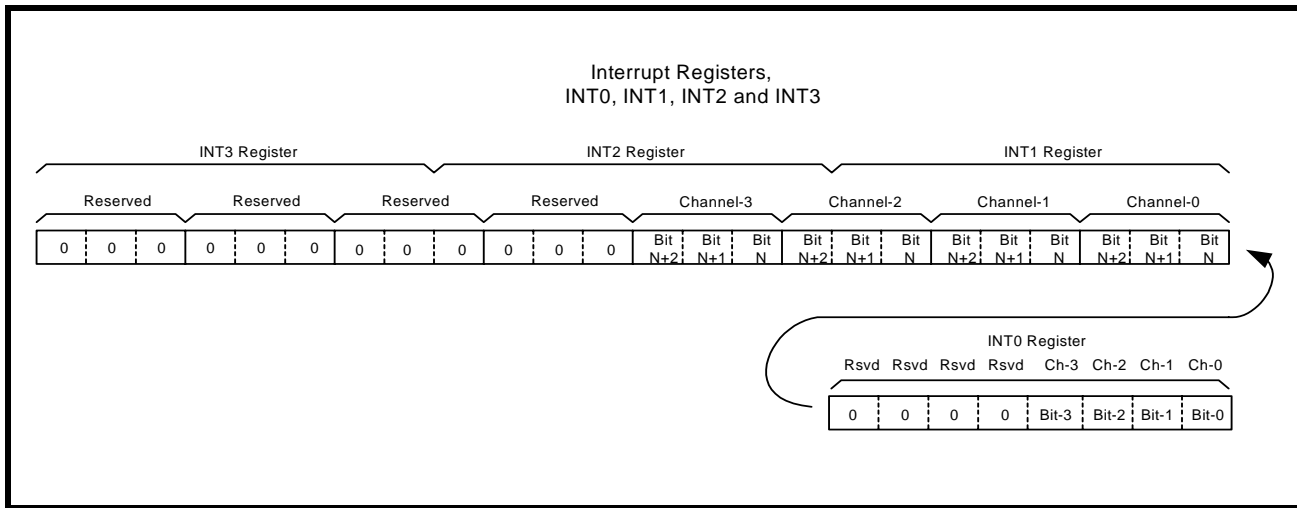 Interrupt Registers,
INT0, INT1, INT2 and INT3
INT3 Register INT2 Register INT1 Register
Reserved Reserved Reserved Reserved Channel-3 Channel-2 Channel-1 Channel-0
0 0 0 0 0 0 0 0 0 0 0 0 Bit Bit Bit Bit Bit Bit Bit Bit Bit Bit Bit Bit
N+2 N+1 N N+2 N+1 N N+2 N+1 N N+2 N+1 N
INT0 Register
Rsvd Rsvd Rsvd Rsvd Ch-3 Ch-2 Ch-1 Ch-0
0 0 0 0 Bit-3 Bit-2 Bit-1 Bit-0